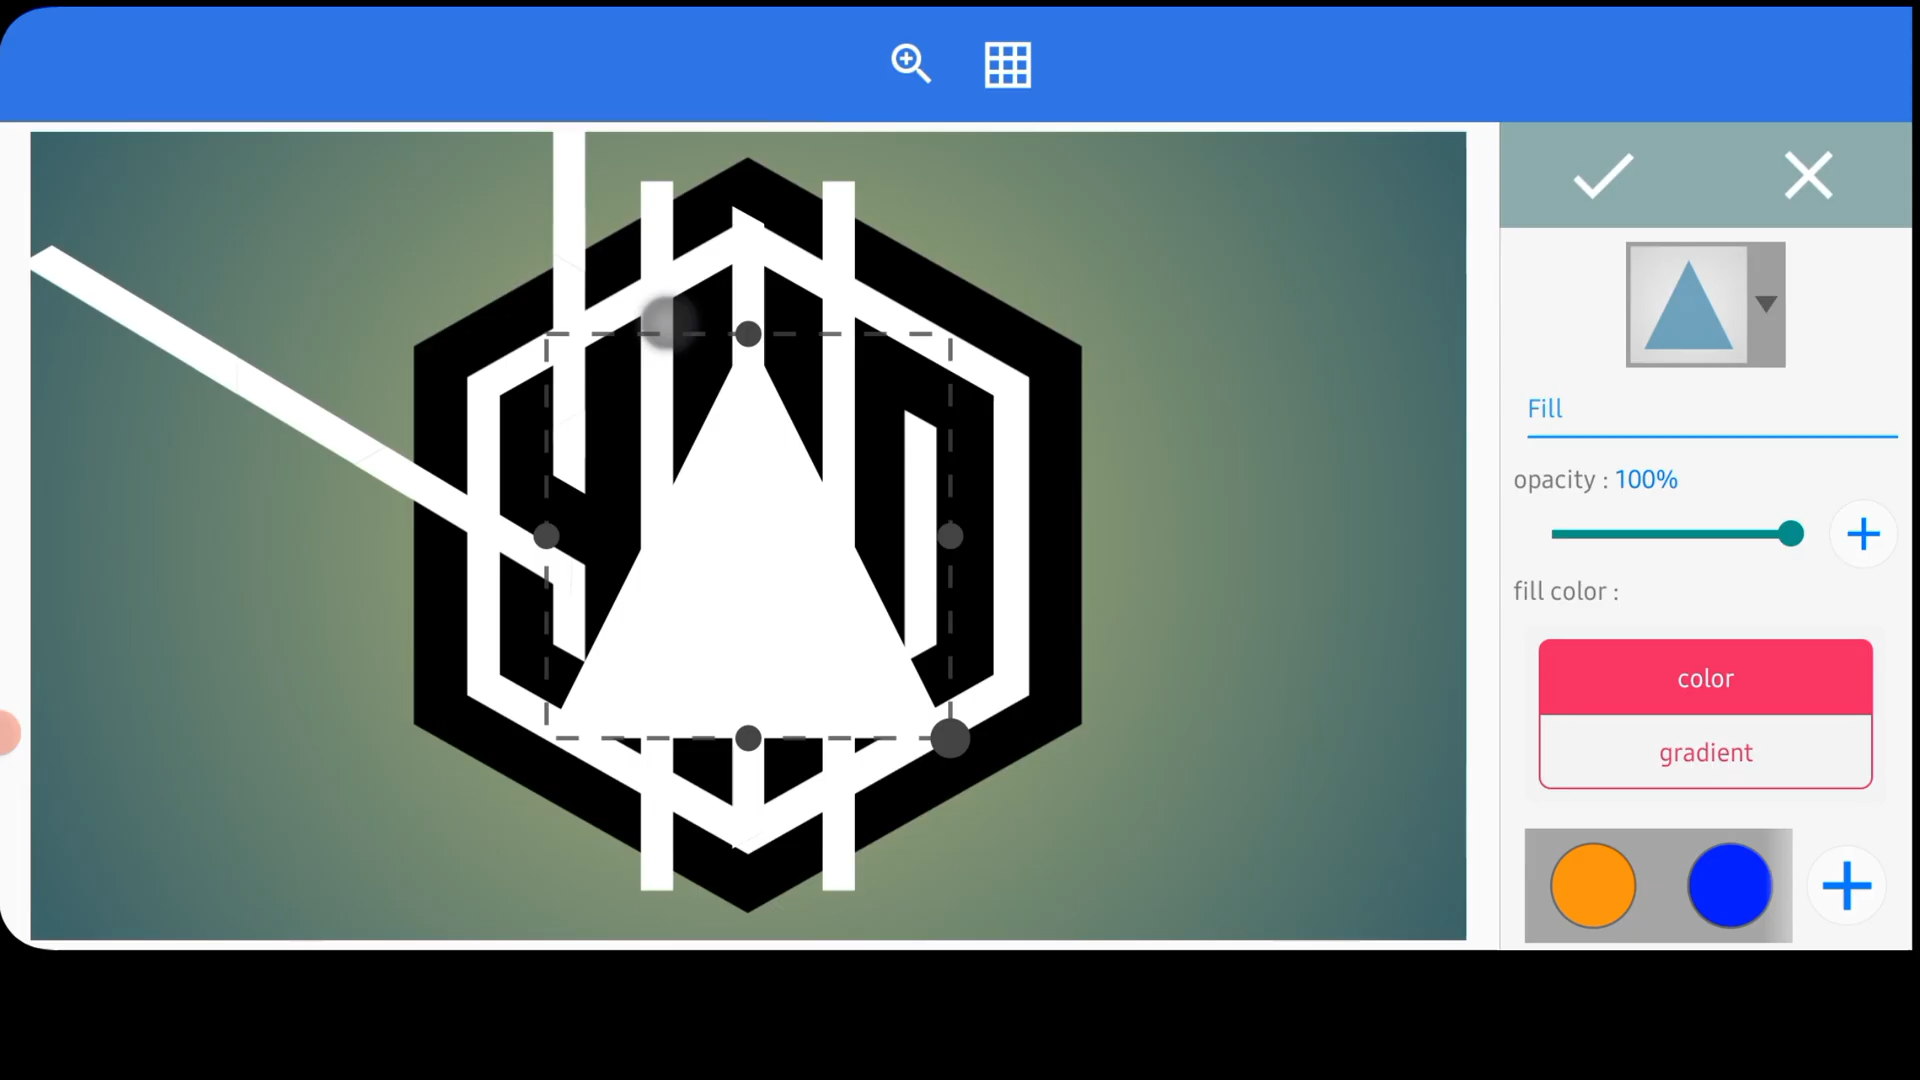 Fill
opacity : 100%
fill color :
color
gradient